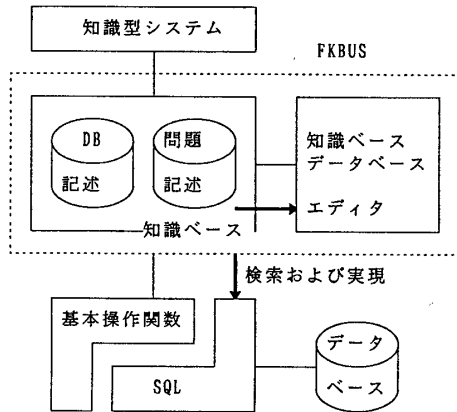 知識型システム
FKBUS
DB
記述
問題
記述
知識ベース
知識ベース
データベース
エディタ
検索および実現
基本操作関数
SQL
データ
ベース